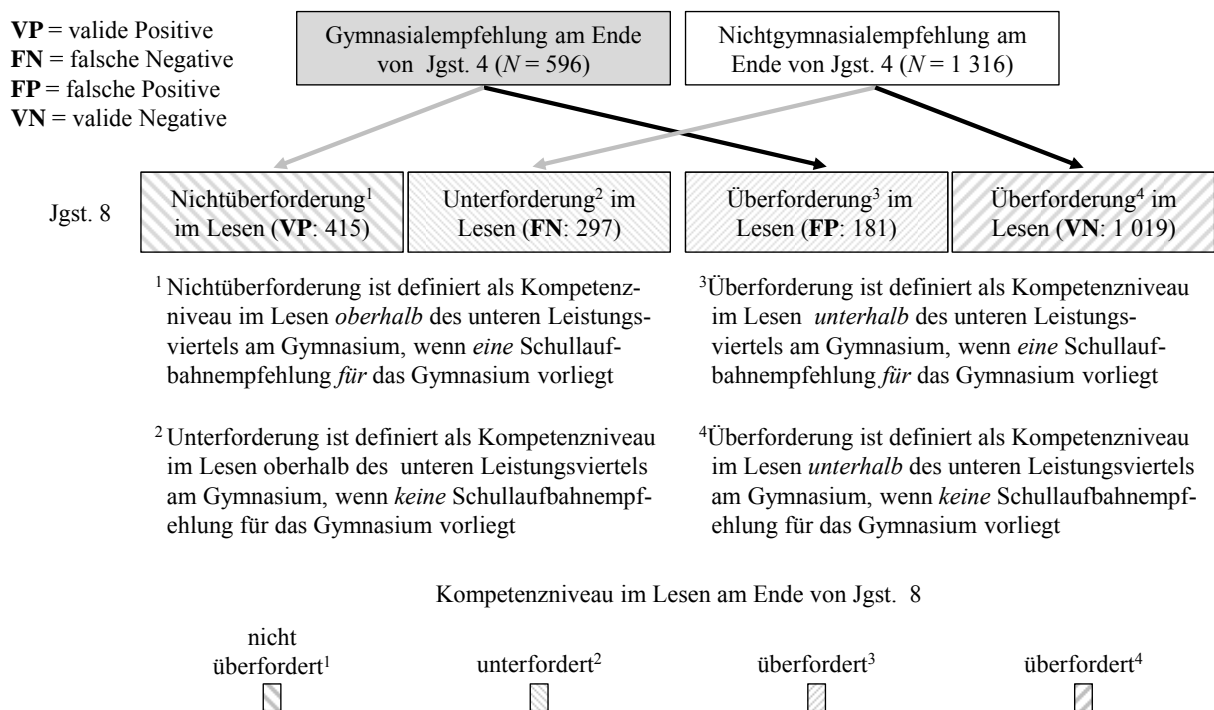 VP = valide Positive
FN = falsche Negative
FP = falsche Positive
VN = valide Negative
Gymnasialempfehlung am Ende
von Jgst. 4 (N = 596)
Nichtgymnasialempfehlung am
Ende von Jgst. 4 (N = 1 316)
Jgst. 8
Nichtüberforderung¹
im Lesen (VP: 415)
Unterforderung² im
Lesen (FN: 297)
Überforderung³ im
Lesen (FP: 181)
Überforderung⁴ im
Lesen (VN: 1 019)
¹ Nichtüberforderung ist definiert als Kompetenz-
niveau im Lesen oberhalb des unteren Leistungs-
viertels am Gymnasium, wenn eine Schullauf-
bahnempfehlung für das Gymnasium vorliegt
³Überforderung ist definiert als Kompetenzniveau
im Lesen unterhalb des unteren Leistungs-
viertels am Gymnasium, wenn eine Schullauf-
bahnempfehlung für das Gymnasium vorliegt
² Unterforderung ist definiert als Kompetenzniveau
im Lesen oberhalb des unteren Leistungsviertels
am Gymnasium, wenn keine Schullaufbahnempf-
ehlung für das Gymnasium vorliegt
⁴Überforderung ist definiert als Kompetenzniveau
im Lesen unterhalb des unteren Leistungsviertels
am Gymnasium, wenn keine Schullaufbahnempf-
ehlung für das Gymnasium vorliegt
Kompetenzniveau im Lesen am Ende von Jgst. 8
nicht
überfordert¹
unterfordert²
überfordert³
überfordert⁴